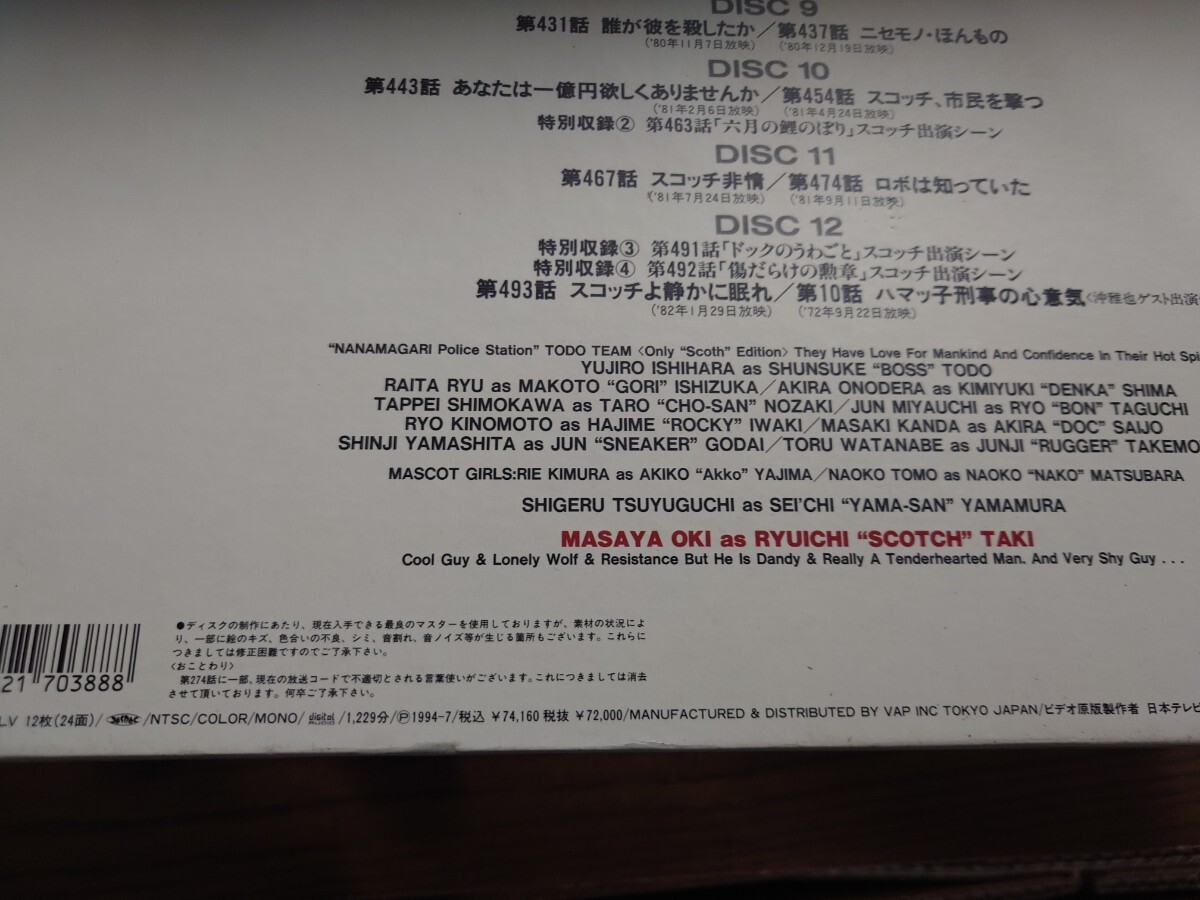 DISC 9
第431話 誰が彼を殺したか／第437話 ニセモノ・ほんもの
('80年11月7日放映) ('80年12月19日放映)
DISC 10
第443話 あなたは一億円欲しくありませんか／第454話 スコッチ、市民を撃つ
('81年2月6日放映) ('81年4月24日放映)
特別収録② 第463話「六月の鯉のぼり」スコッチ出演シーン
DISC 11
第467話 スコッチ非情／第474話 ロボは知っていた
('81年7月24日放映) ('81年9月11日放映)
DISC 12
特別収録③ 第491話「ドックのうわごと」スコッチ出演シーン
特別収録④ 第492話「傷だらけの勲章」スコッチ出演シーン
第493話 スコッチよ静かに眠れ／第10話 ハマッ子刑事の心意気〈沖雅也ゲスト出演
('82年1月29日放映) ('72年9月22日放映)
"NANAMAGARI Police Station" TODO TEAM〈Only "Scoth" Edition〉They Have Love For Mankind And Confidence In Their Hot Spi
YUJIRO ISHIHARA as SHUNSUKE "BOSS" TODO
RAITA RYU as MAKOTO "GORI" ISHIZUKA／AKIRA ONODERA as KIMIYUKI "DENKA" SHIMA
TAPPEI SHIMOKAWA as TARO "CHO-SAN" NOZAKI／JUN MIYAUCHI as RYO "BON" TAGUCHI
RYO KINOMOTO as HAJIME "ROCKY" IWAKI／MASAKI KANDA as AKIRA "DOC" SAIJO
SHINJI YAMASHITA as JUN "SNEAKER" GODAI／TORU WATANABE as JUNJI "RUGGER" TAKEMO
MASCOT GIRLS:RIE KIMURA as AKIKO "Akko" YAJIMA／NAOKO TOMO as NAOKO "NAKO" MATSUBARA
SHIGERU TSUYUGUCHI as SEI'CHI "YAMA-SAN" YAMAMURA
MASAYA OKI as RYUICHI "SCOTCH" TAKI
Cool Guy & Lonely Wolf & Resistance But He Is Dandy & Really A Tenderhearted Man. And Very Shy Guy . . .
●ディスクの制作にあたり、現在入手できる最良のマスターを使用しておりますが、素材の状況によ
り、一部に絵のキズ、色合いの不良、シミ、音割れ、音ノイズ等が生じる箇所もございます。これらに
つきましては修正困難ですのでご了承下さい。
〈おことわり〉
第274話に一部、現在の放送コードで不適切とされる言葉使いがございます。これにつきましては消去
させて頂いております。何卒ご了承下さい。
21 703888
LV 12枚(24面)/NTSC/COLOR/MONO/digital AUDIO/1,229分/Ⓟ1994-7/税込 ¥74,160 税抜 ¥72,000/MANUFACTURED & DISTRIBUTED BY VAP INC TOKYO JAPAN/ビデオ原版製作者 日本テレビ